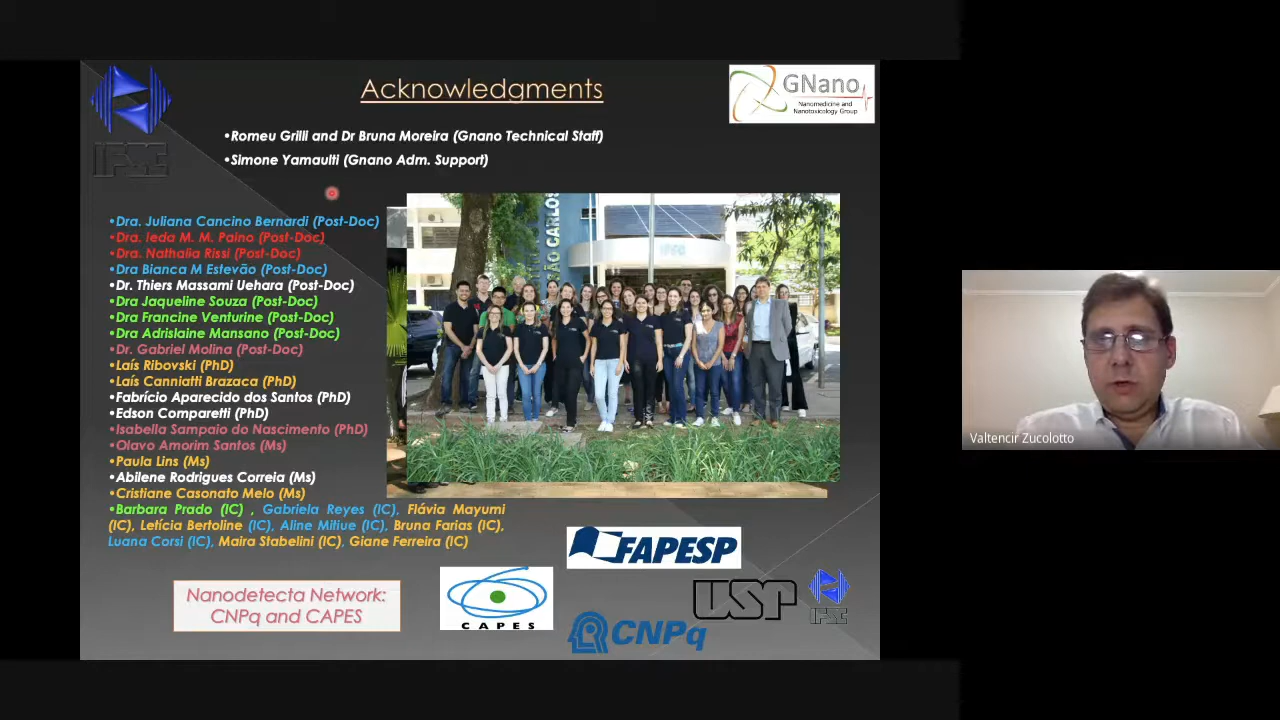 Acknowledgments
GNano
Nanomedicine and
Nanotoxicology Group
IFSC
•Romeu Grilli and Dr Bruna Moreira (Gnano Technical Staff)
•Simone Yamaulti (Gnano Adm. Support)
•Dra. Juliana Cancino Bernardi (Post-Doc)
•Dra. Ieda M. M. Paino (Post-Doc)
•Dra. Nathalia Rissi (Post-Doc)
•Dra Bianca M Estevão (Post-Doc)
•Dr. Thiers Massami Uehara (Post-Doc)
•Dra Jaqueline Souza (Post-Doc)
•Dra Francine Venturine (Post-Doc)
•Dra Adrislaine Mansano (Post-Doc)
•Dr. Gabriel Molina (Post-Doc)
•Laís Ribovski (PhD)
•Laís Canniatti Brazaca (PhD)
•Fabrício Aparecido dos Santos (PhD)
•Edson Comparetti (PhD)
•Isabella Sampaio do Nascimento (PhD)
•Olavo Amorim Santos (Ms)
•Paula Lins (Ms)
•Abilene Rodrigues Correia (Ms)
•Cristiane Casonato Melo (Ms)
•Barbara Prado (IC) , Gabriela Reyes (IC), Flávia Mayumi
(IC), Letícia Bertoline (IC), Aline Mitiue (IC), Bruna Farias (IC),
Luana Corsi (IC), Maira Stabelini (IC), Giane Ferreira (IC)
ÃO CARLOS
IFSC
Nanodetecta Network:
CNPq and CAPES
CAPES
FAPESP
USP
IFSC
CNPq
Valtencir Zucolotto